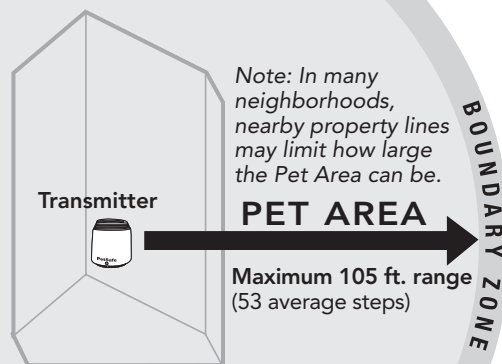 Note: In many
neighborhoods,
nearby property lines
may limit how large
the Pet Area can be.
BOUNDARY ZONE
Transmitter
PetSafe
PET AREA
Maximum 105 ft. range
(53 average steps)